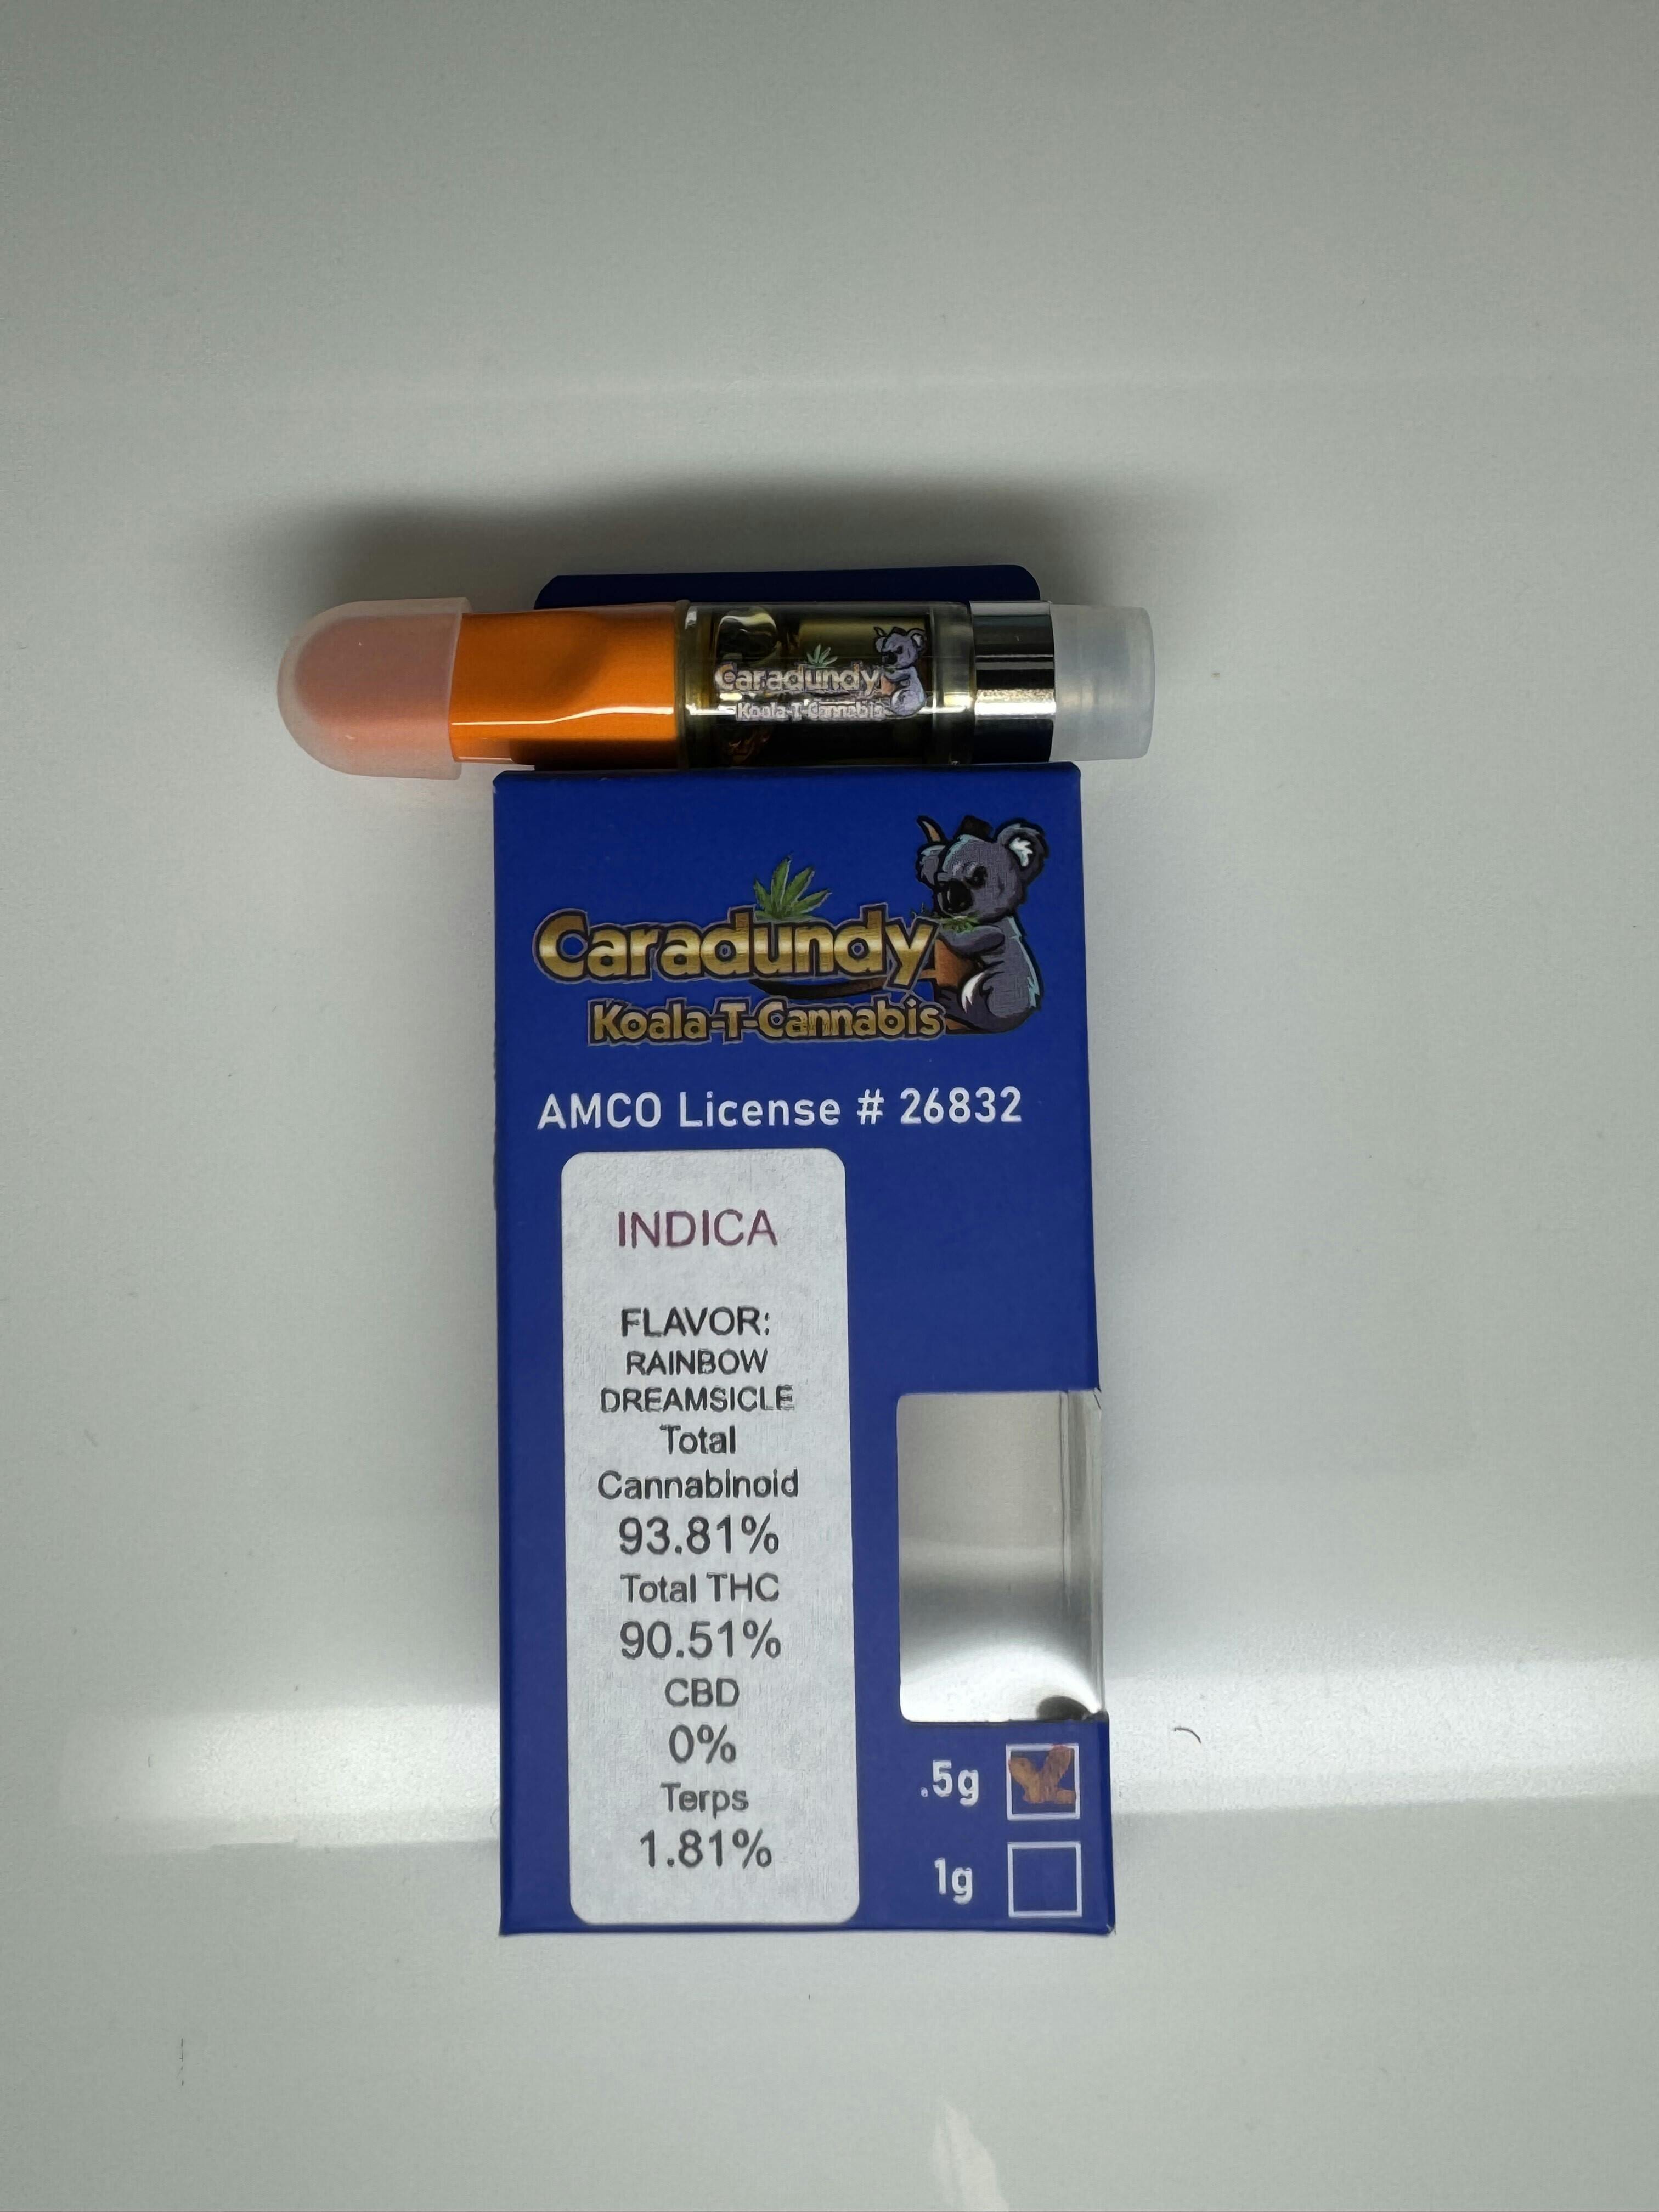 Caradundy
Koala-T-Cannabis
Caradundy
Koala-T-Cannabis
AMCO License # 26832
INDICA
FLAVOR:
RAINBOW
DREAMSICLE
Total
Cannabinoid
93.81%
Total THC
90.51%
CBD
0%
Terps
1.81%
.5g
1g